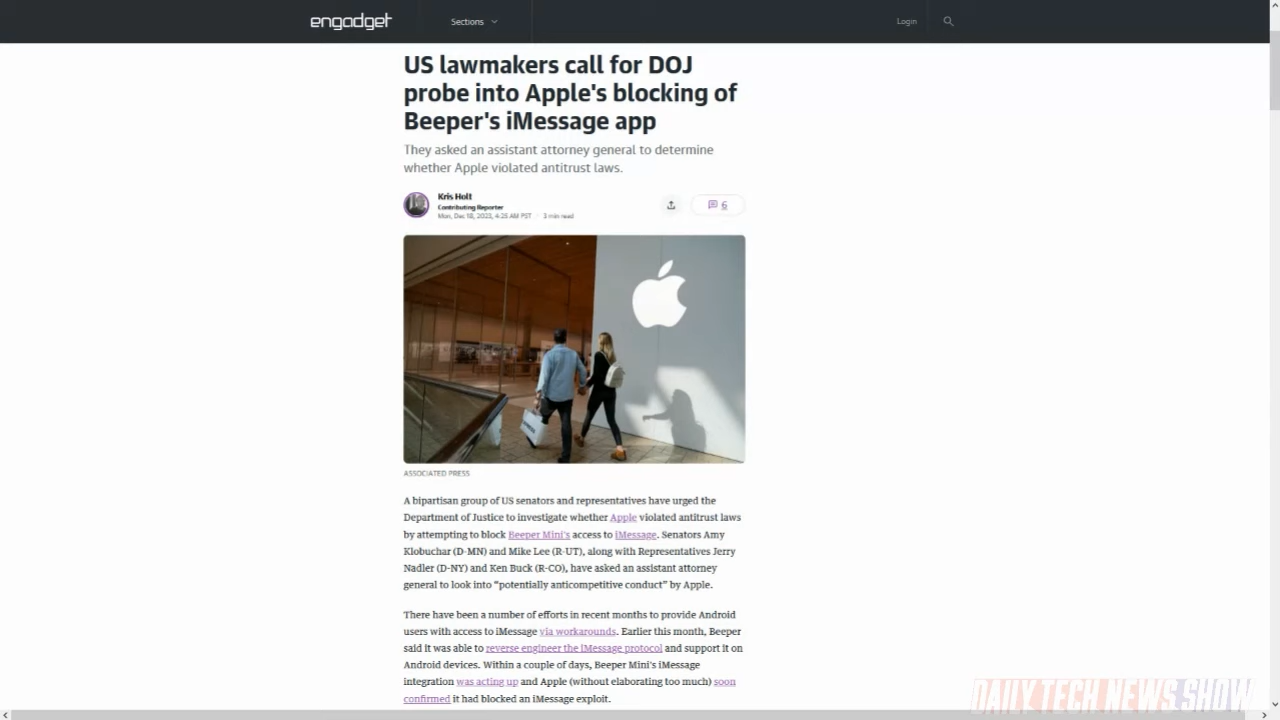 engadget
Sections
Login
US lawmakers call for DOJ
probe into Apple's blocking of
Beeper's iMessage app
They asked an assistant attorney general to determine
whether Apple violated antitrust laws.
Kris Holt
Contributing Reporter
Mon, Dec 18, 2023, 4:25 AM PST · 3 min read
6
ASSOCIATED PRESS
A bipartisan group of US senators and representatives have urged the
Department of Justice to investigate whether Apple violated antitrust laws
by attempting to block Beeper Mini's access to iMessage. Senators Amy
Klobuchar (D-MN) and Mike Lee (R-UT), along with Representatives Jerry
Nadler (D-NY) and Ken Buck (R-CO), have asked an assistant attorney
general to look into “potentially anticompetitive conduct” by Apple.
There have been a number of efforts in recent months to provide Android
users with access to iMessage via workarounds. Earlier this month, Beeper
said it was able to reverse engineer the iMessage protocol and support it on
Android devices. Within a couple of days, Beeper Mini's iMessage
integration was acting up and Apple (without elaborating too much) soon
confirmed it had blocked an iMessage exploit.
DAILY TECH NEWS SHOW